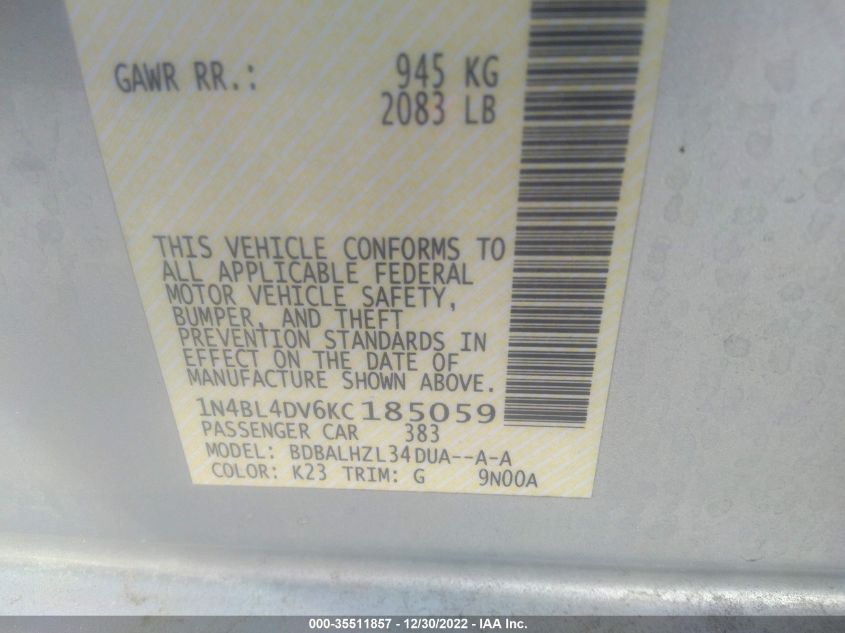 GAWR RR.: 945 KG
2083 LB
THIS VEHICLE CONFORMS TO
ALL APPLICABLE FEDERAL
MOTOR VEHICLE SAFETY,
BUMPER, AND THEFT
PREVENTION STANDARDS IN
EFFECT ON THE DATE OF
MANUFACTURE SHOWN ABOVE.
1N4BL4DV6KC185059
PASSENGER CAR 383
MODEL: BDBALHZL34DUA--A-A
COLOR: K23 TRIM: G 9N00A
000-35511857 - 12/30/2022 - IAA Inc.